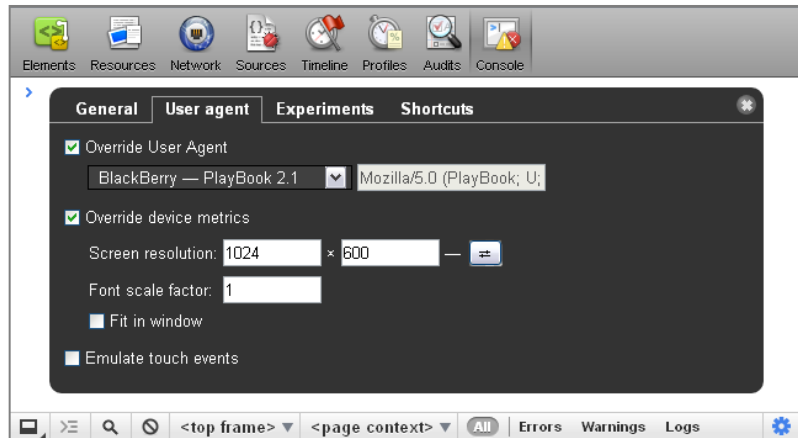 Elements Resources Network Sources Timeline Profiles Audits Console
General User agent Experiments Shortcuts
Override User Agent
BlackBerry — PlayBook 2.1 Mozilla/5.0 (PlayBook; U;
Override device metrics
Screen resolution: 1024 × 600 —
Font scale factor: 1
Fit in window
Emulate touch events
<top frame> ▼ <page context> ▼ All Errors Warnings Logs